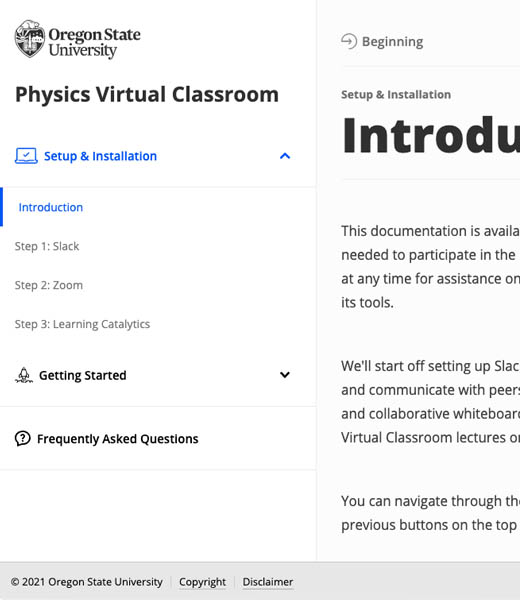 Oregon State
University
Physics Virtual Classroom
Setup & Installation
Introduction
Step 1: Slack
Step 2: Zoom
Step 3: Learning Catalytics
Getting Started
Frequently Asked Questions
Beginning
Setup & Installation
Introdu
This documentation is availa
needed to participate in the
at any time for assistance on
its tools.
We'll start off setting up Slac
and communicate with peers
and collaborative whiteboard
Virtual Classroom lectures o
You can navigate through the
previous buttons on the top
© 2021 Oregon State University Copyright Disclaimer